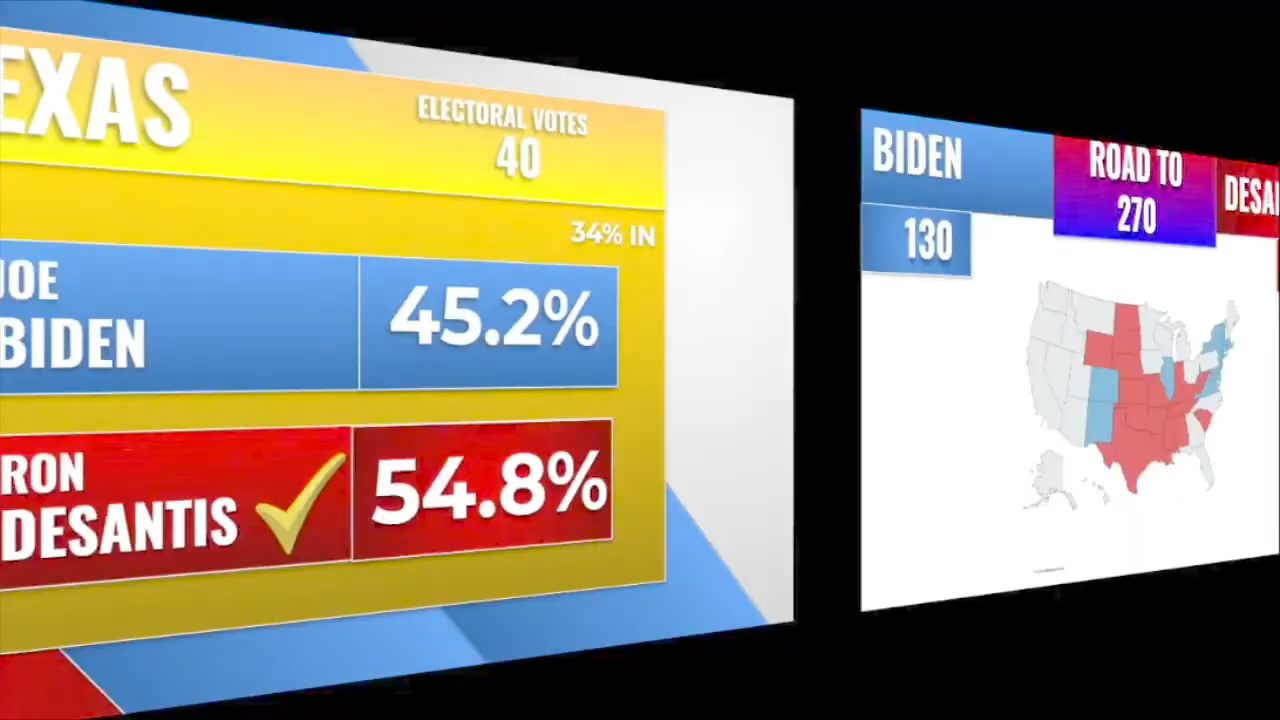 EXAS
ELECTORAL VOTES
40
34% IN
JOE
BIDEN
45.2%
RON
DESANTIS
54.8%
BIDEN
130
ROAD TO
270
DESA